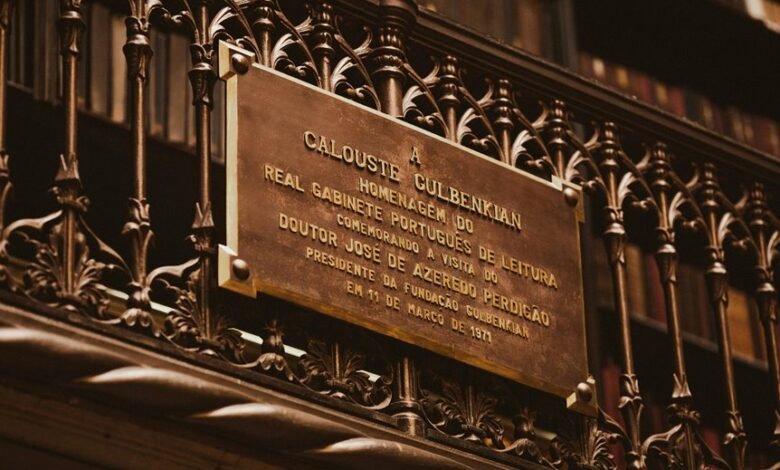 A
CALOUSTE GULBENKIAN
HOMENAGEM DO
REAL GABINETE PORTUGUÊS DE LEITURA
COMEMORANDO A VISITA DO
DOUTOR JOSÉ DE AZEREDO PERDIGÃO
PRESIDENTE DA FUNDAÇÃO GULBENKIAN
EM 11 DE MARÇO DE 1971